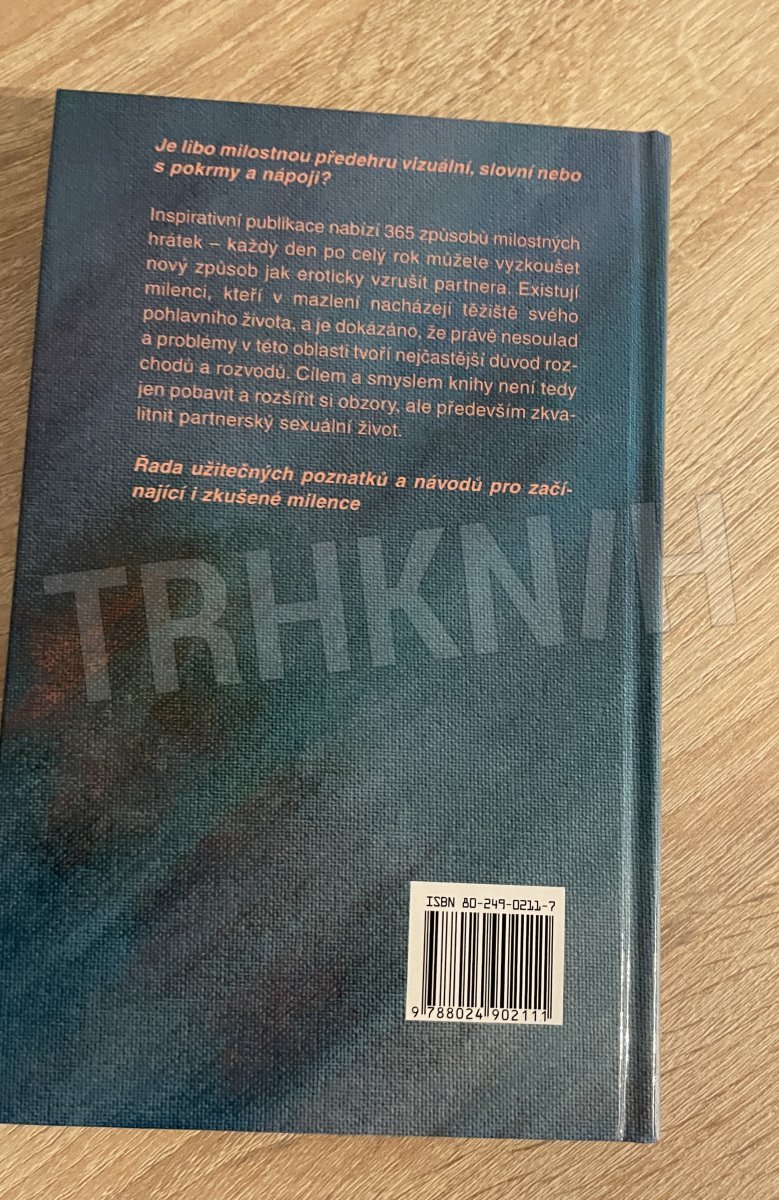 Je libo milostnou předehru vizuální, slovní nebo
s pokrmy a nápoji?
Inspirativní publikace nabízí 365 způsobů milostných
hrátek – každý den po celý rok můžete vyzkoušet
nový způsob jak eroticky vzrušit partnera. Existují
milenci, kteří v mazlení nacházejí těžiště svého
pohlavního života, a je dokázáno, že právě nesoulad
a problémy v této oblasti tvoří nejčastější důvod roz-
chodů a rozvodů. Cílem a smyslem knihy není tedy
jen pobavit a rozšířit si obzory, ale především zkva-
litnit partnerský sexuální život.
Řada užitečných poznatků a návodů pro začí-
nající i zkušené milence
TRHKNIH
ISBN 80-249-0211-7
9 788024 902111